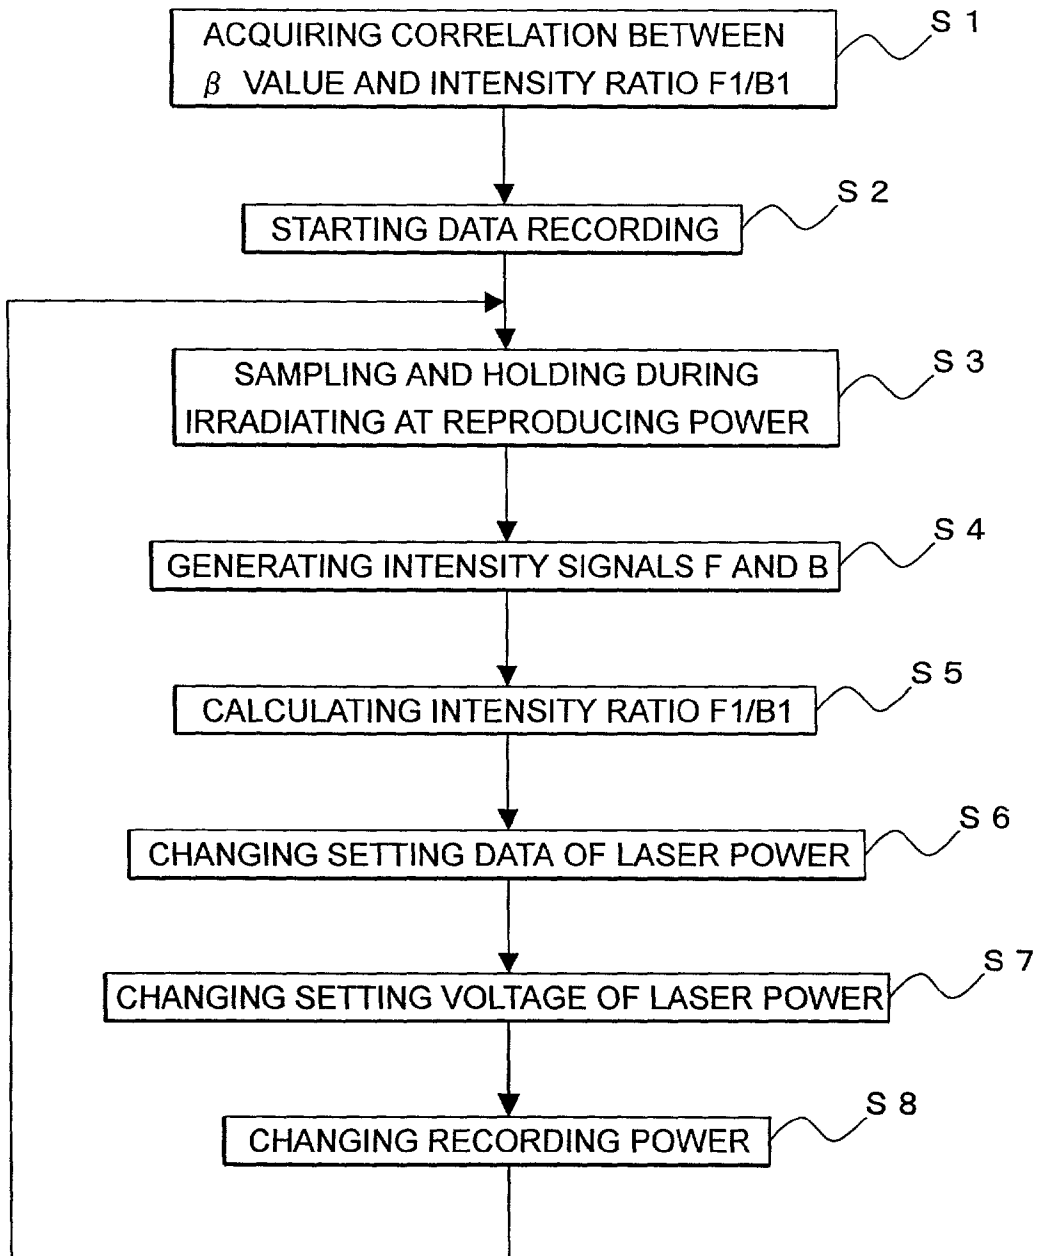 ACQUIRING CORRELATION BETWEEN
β VALUE AND INTENSITY RATIO F1/B1
S 1
STARTING DATA RECORDING
S 2
SAMPLING AND HOLDING DURING
IRRADIATING AT REPRODUCING POWER
S 3
GENERATING INTENSITY SIGNALS F AND B
S 4
CALCULATING INTENSITY RATIO F1/B1
S 5
CHANGING SETTING DATA OF LASER POWER
S 6
CHANGING SETTING VOLTAGE OF LASER POWER
S 7
CHANGING RECORDING POWER
S 8